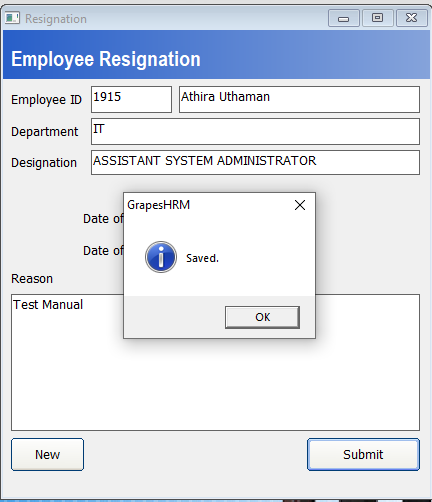 Resignation
Employee Resignation
Employee ID 1915 Athira Uthaman
Department IT
Designation ASSISTANT SYSTEM ADMINISTRATOR
Date of
Date of
GrapesHRM
Saved.
OK
Reason
Test Manual
New Submit